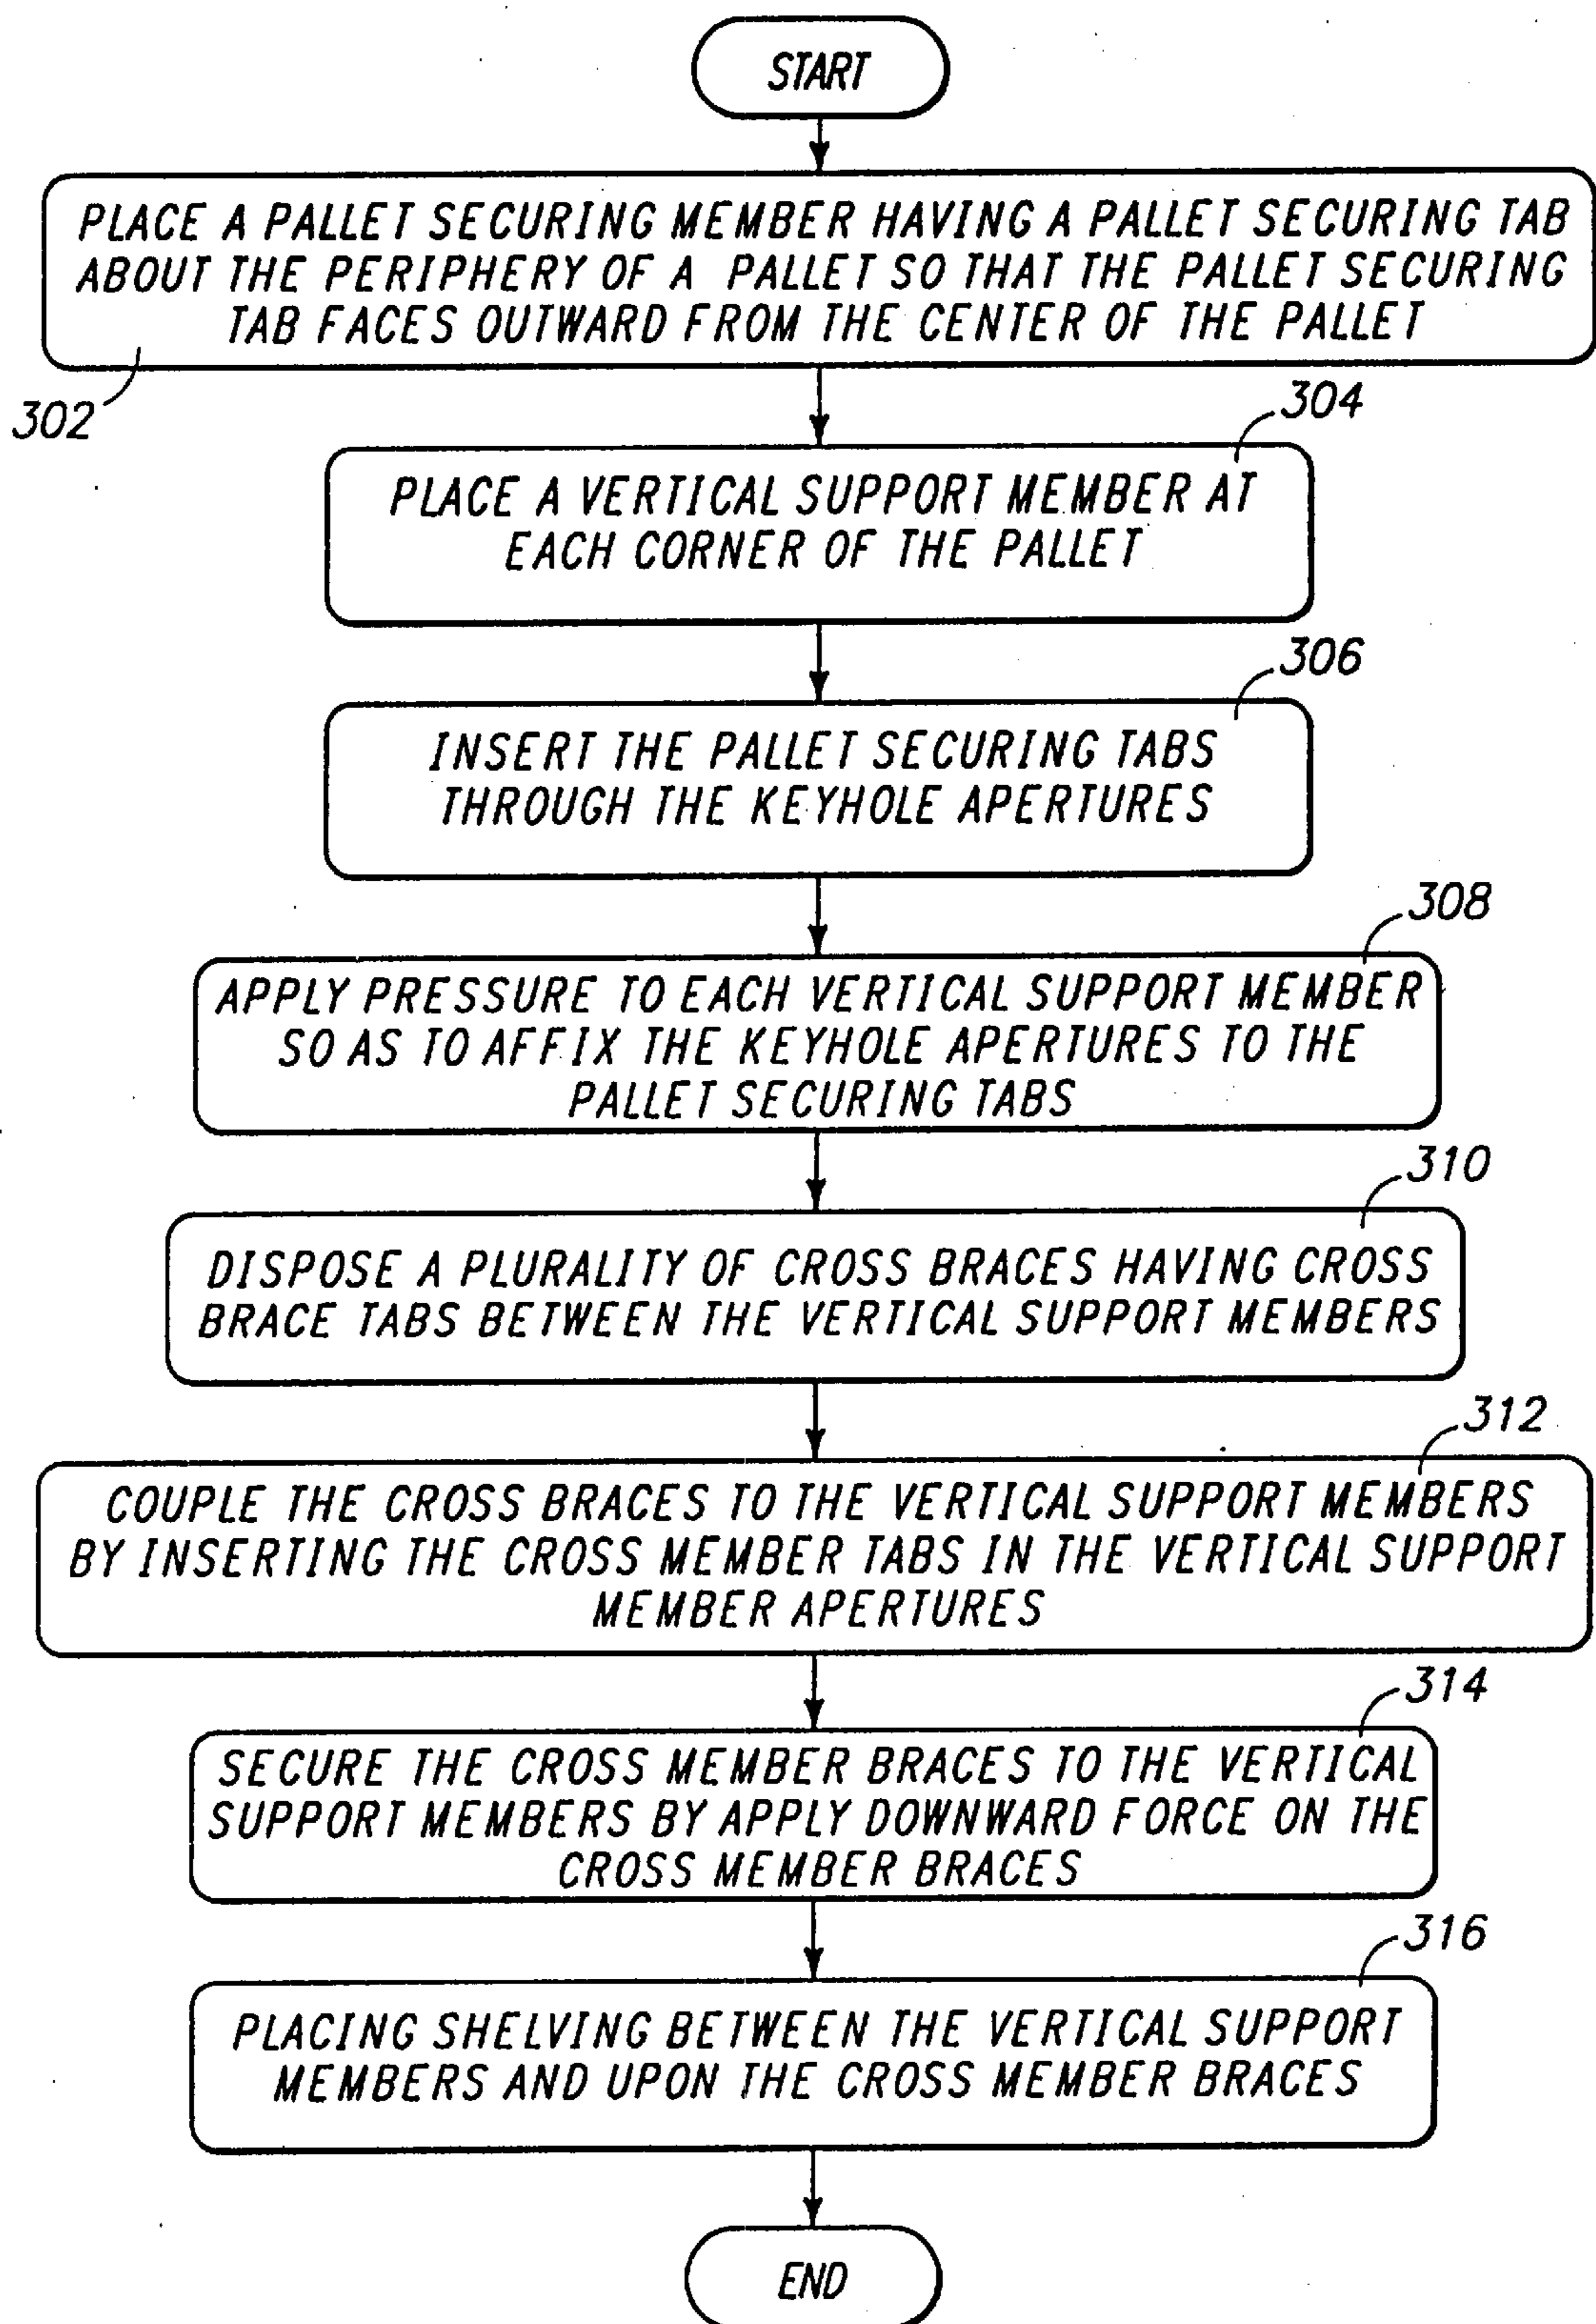 START
PLACE A PALLET SECURING MEMBER HAVING A PALLET SECURING TAB
ABOUT THE PERIPHERY OF A PALLET SO THAT THE PALLET SECURING
TAB FACES OUTWARD FROM THE CENTER OF THE PALLET
302
304
PLACE A VERTICAL SUPPORT MEMBER AT
EACH CORNER OF THE PALLET
306
INSERT THE PALLET SECURING TABS
THROUGH THE KEYHOLE APERTURES
308
APPLY PRESSURE TO EACH VERTICAL SUPPORT MEMBER
SO AS TO AFFIX THE KEYHOLE APERTURES TO THE
PALLET SECURING TABS
310
DISPOSE A PLURALITY OF CROSS BRACES HAVING CROSS
BRACE TABS BETWEEN THE VERTICAL SUPPORT MEMBERS
312
COUPLE THE CROSS BRACES TO THE VERTICAL SUPPORT MEMBERS
BY INSERTING THE CROSS MEMBER TABS IN THE VERTICAL SUPPORT
MEMBER APERTURES
314
SECURE THE CROSS MEMBER BRACES TO THE VERTICAL
SUPPORT MEMBERS BY APPLY DOWNWARD FORCE ON THE
CROSS MEMBER BRACES
316
PLACING SHELVING BETWEEN THE VERTICAL SUPPORT
MEMBERS AND UPON THE CROSS MEMBER BRACES
END